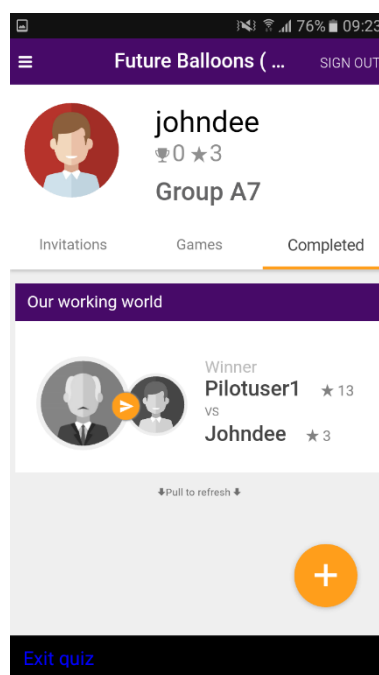 76% 09:23
Future Balloons ( ... SIGN OUT
johndee
0 ★3
Group A7
Invitations Games Completed
Our working world
Winner
Pilotuser1 ★ 13
vs
Johndee ★ 3
Pull to refresh
Exit quiz